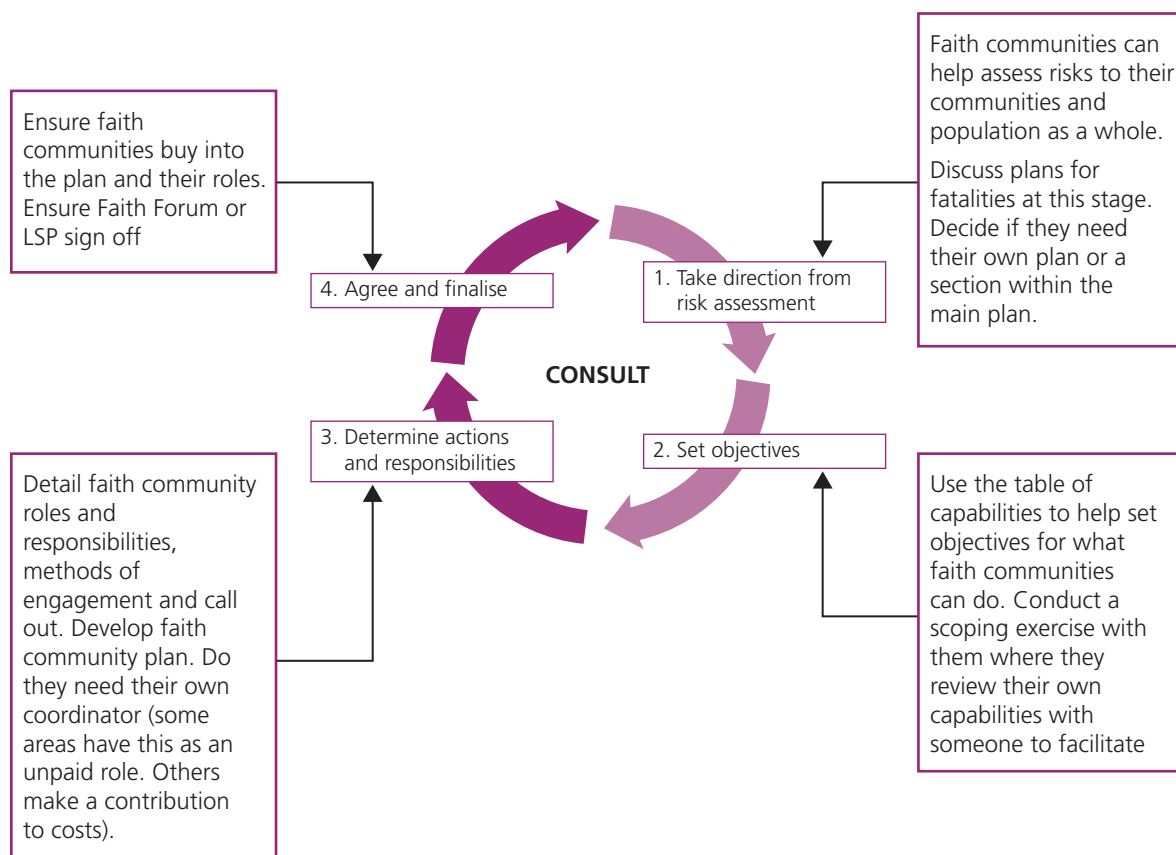 Faith communities can
help assess risks to their
communities and
population as a whole.
Discuss plans for
fatalities at this stage.
Decide if they need
their own plan or a
section within the
main plan.
Ensure faith
communities buy into
the plan and their roles.
Ensure Faith Forum or
LSP sign off
4. Agree and finalise
1. Take direction from
risk assessment
CONSULT
3. Determine actions
and responsibilities
2. Set objectives
Detail faith community
roles and
responsibilities,
methods of
engagement and call
out. Develop faith
community plan. Do
they need their own
coordinator (some
areas have this as an
unpaid role. Others
make a contribution
to costs).
Use the table of
capabilities to help set
objectives for what
faith communities
can do. Conduct a
scoping exercise with
them where they
review their own
capabilities with
someone to facilitate